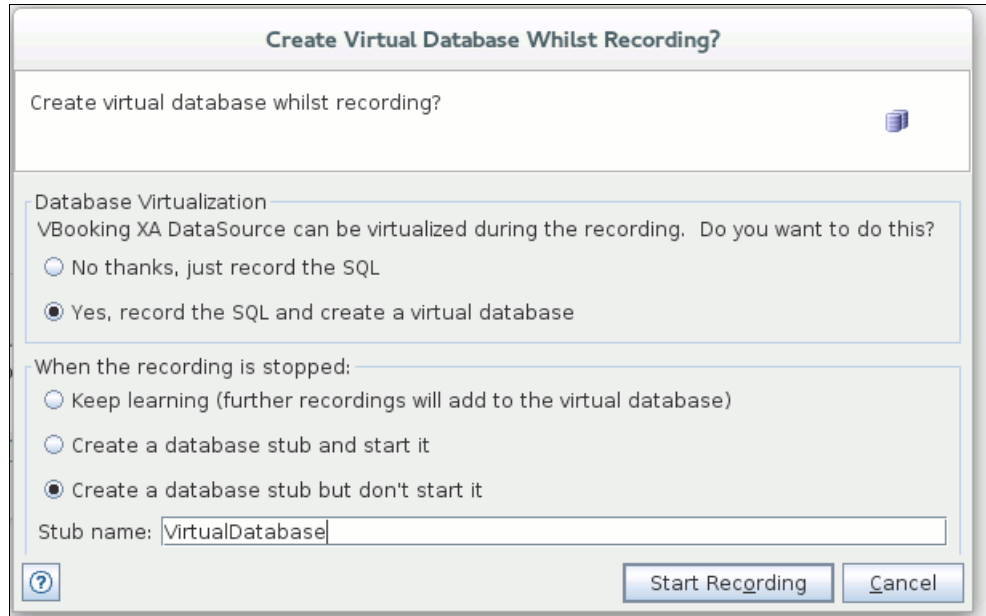 Create Virtual Database Whilst Recording?
Create virtual database whilst recording?
Database Virtualization
VBooking XA DataSource can be virtualized during the recording. Do you want to do this?
No thanks, just record the SQL
Yes, record the SQL and create a virtual database
When the recording is stopped:
Keep learning (further recordings will add to the virtual database)
Create a database stub and start it
Create a database stub but don't start it
Stub name: VirtualDatabase
? Start Recording Cancel